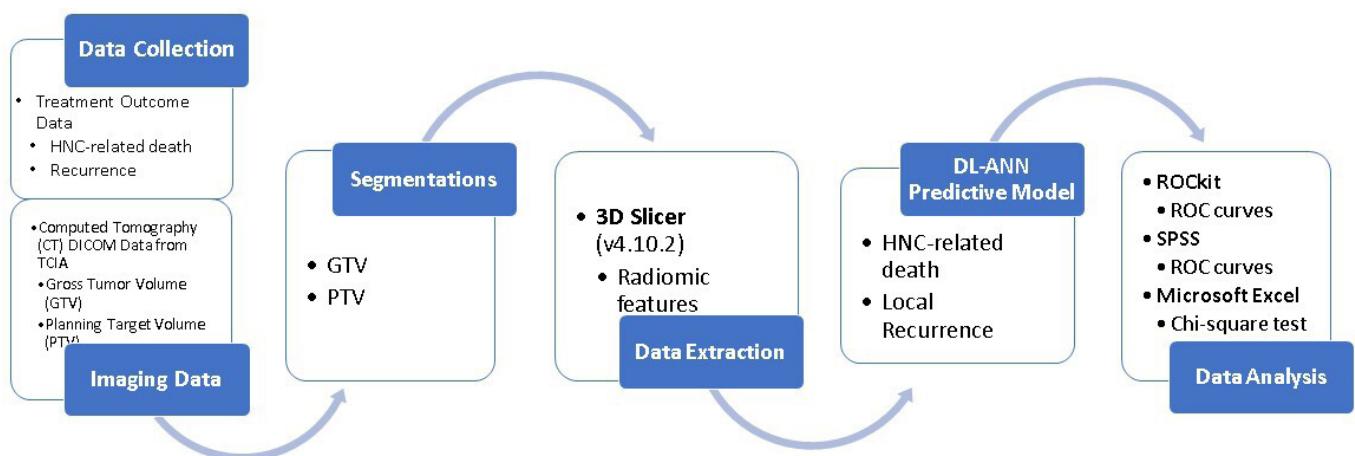 Data Collection
• Treatment Outcome
Data
• HNC-related death
• Recurrence
•Computed Tomography
(CT) DICOM Data from
TCIA
•Gross Tumor Volume
(GTV)
•Planning Target Volume
(PTV)
Imaging Data
Segmentations
• GTV
• PTV
• 3D Slicer
(v4.10.2)
• Radiomic
features
Data Extraction
DL-ANN
Predictive Model
• HNC-related
death
• Local
Recurrence
• ROCkit
• ROC curves
• SPSS
• ROC curves
• Microsoft Excel
• Chi-square test
Data Analysis